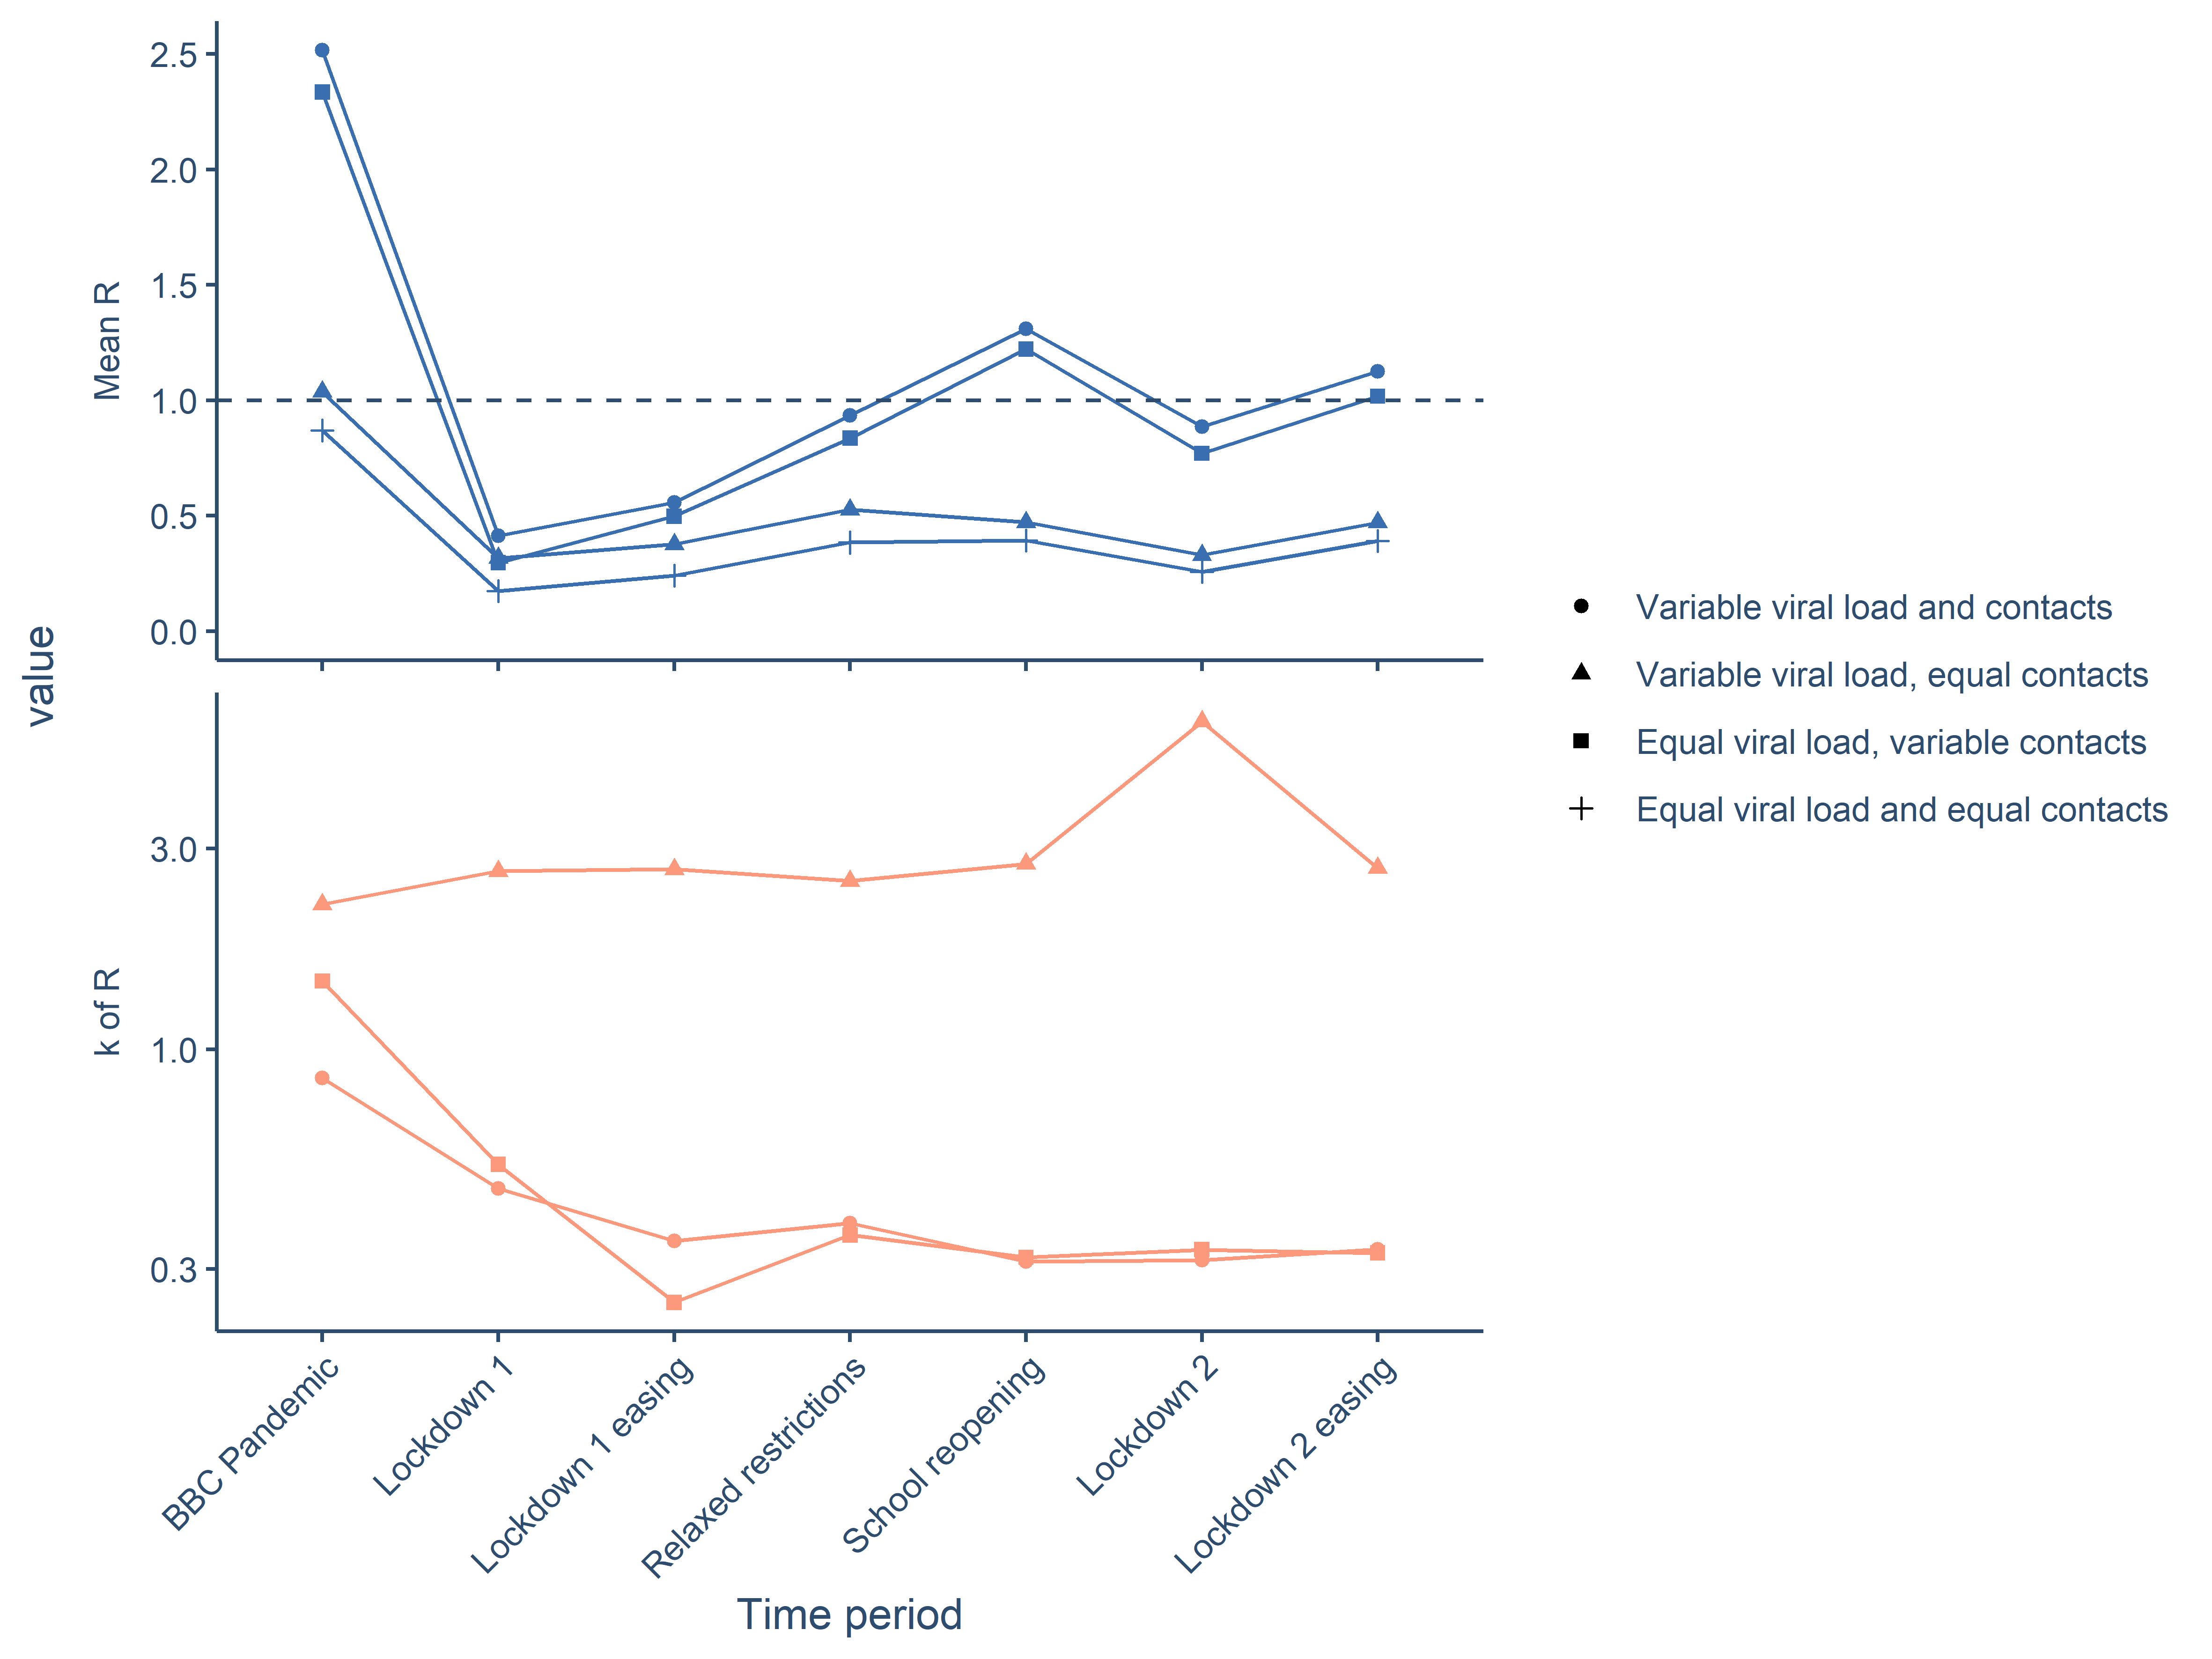 2.5
2.0
1.5
1.0
0.5
0.0
Mean R
value
3.0
1.0
0.3
k of R
BBC Pandemic
Lockdown 1
Lockdown 1 easing
Relaxed restrictions
School reopening
Lockdown 2
Lockdown 2 easing
Time period
Variable viral load and contacts
Variable viral load, equal contacts
Equal viral load, variable contacts
Equal viral load and equal contacts